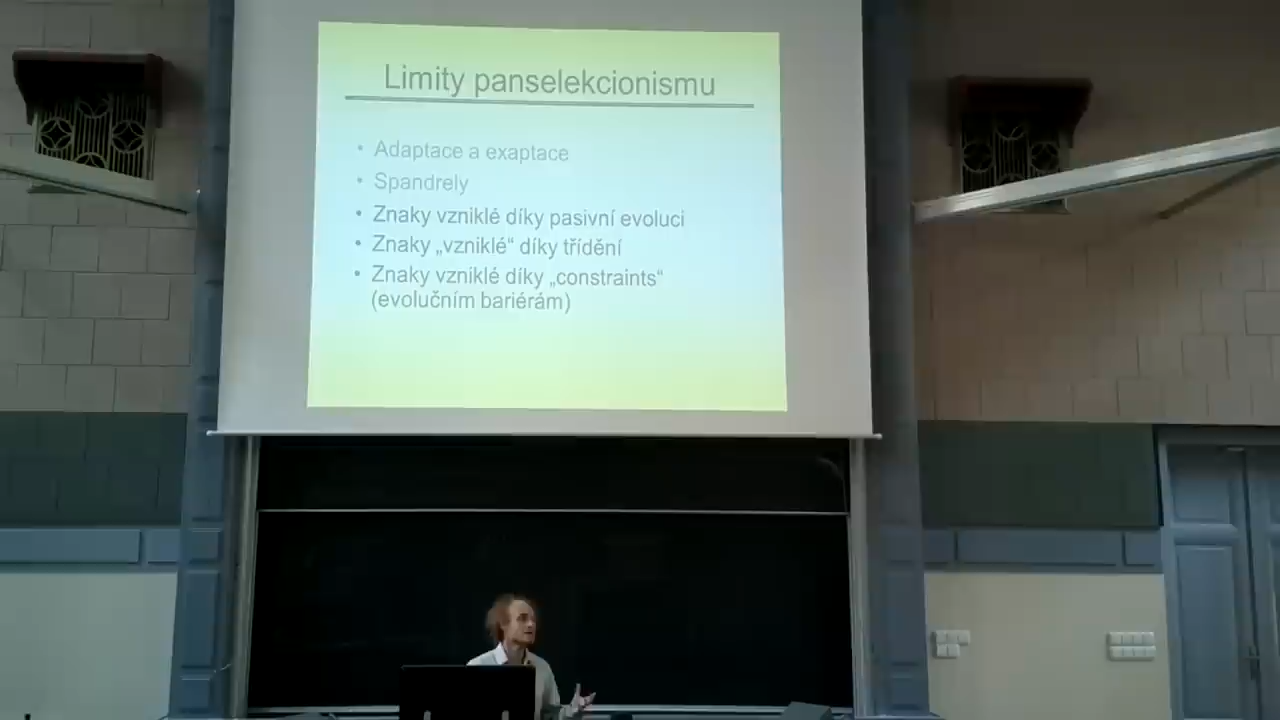 Limity panselekcionismu
• Adaptace a exaptace
• Spandrely
• Znaky vzniklé díky pasivní evoluci
• Znaky „vzniklé“ díky třídění
• Znaky vzniklé díky „constraints“
(evolučním bariérám)